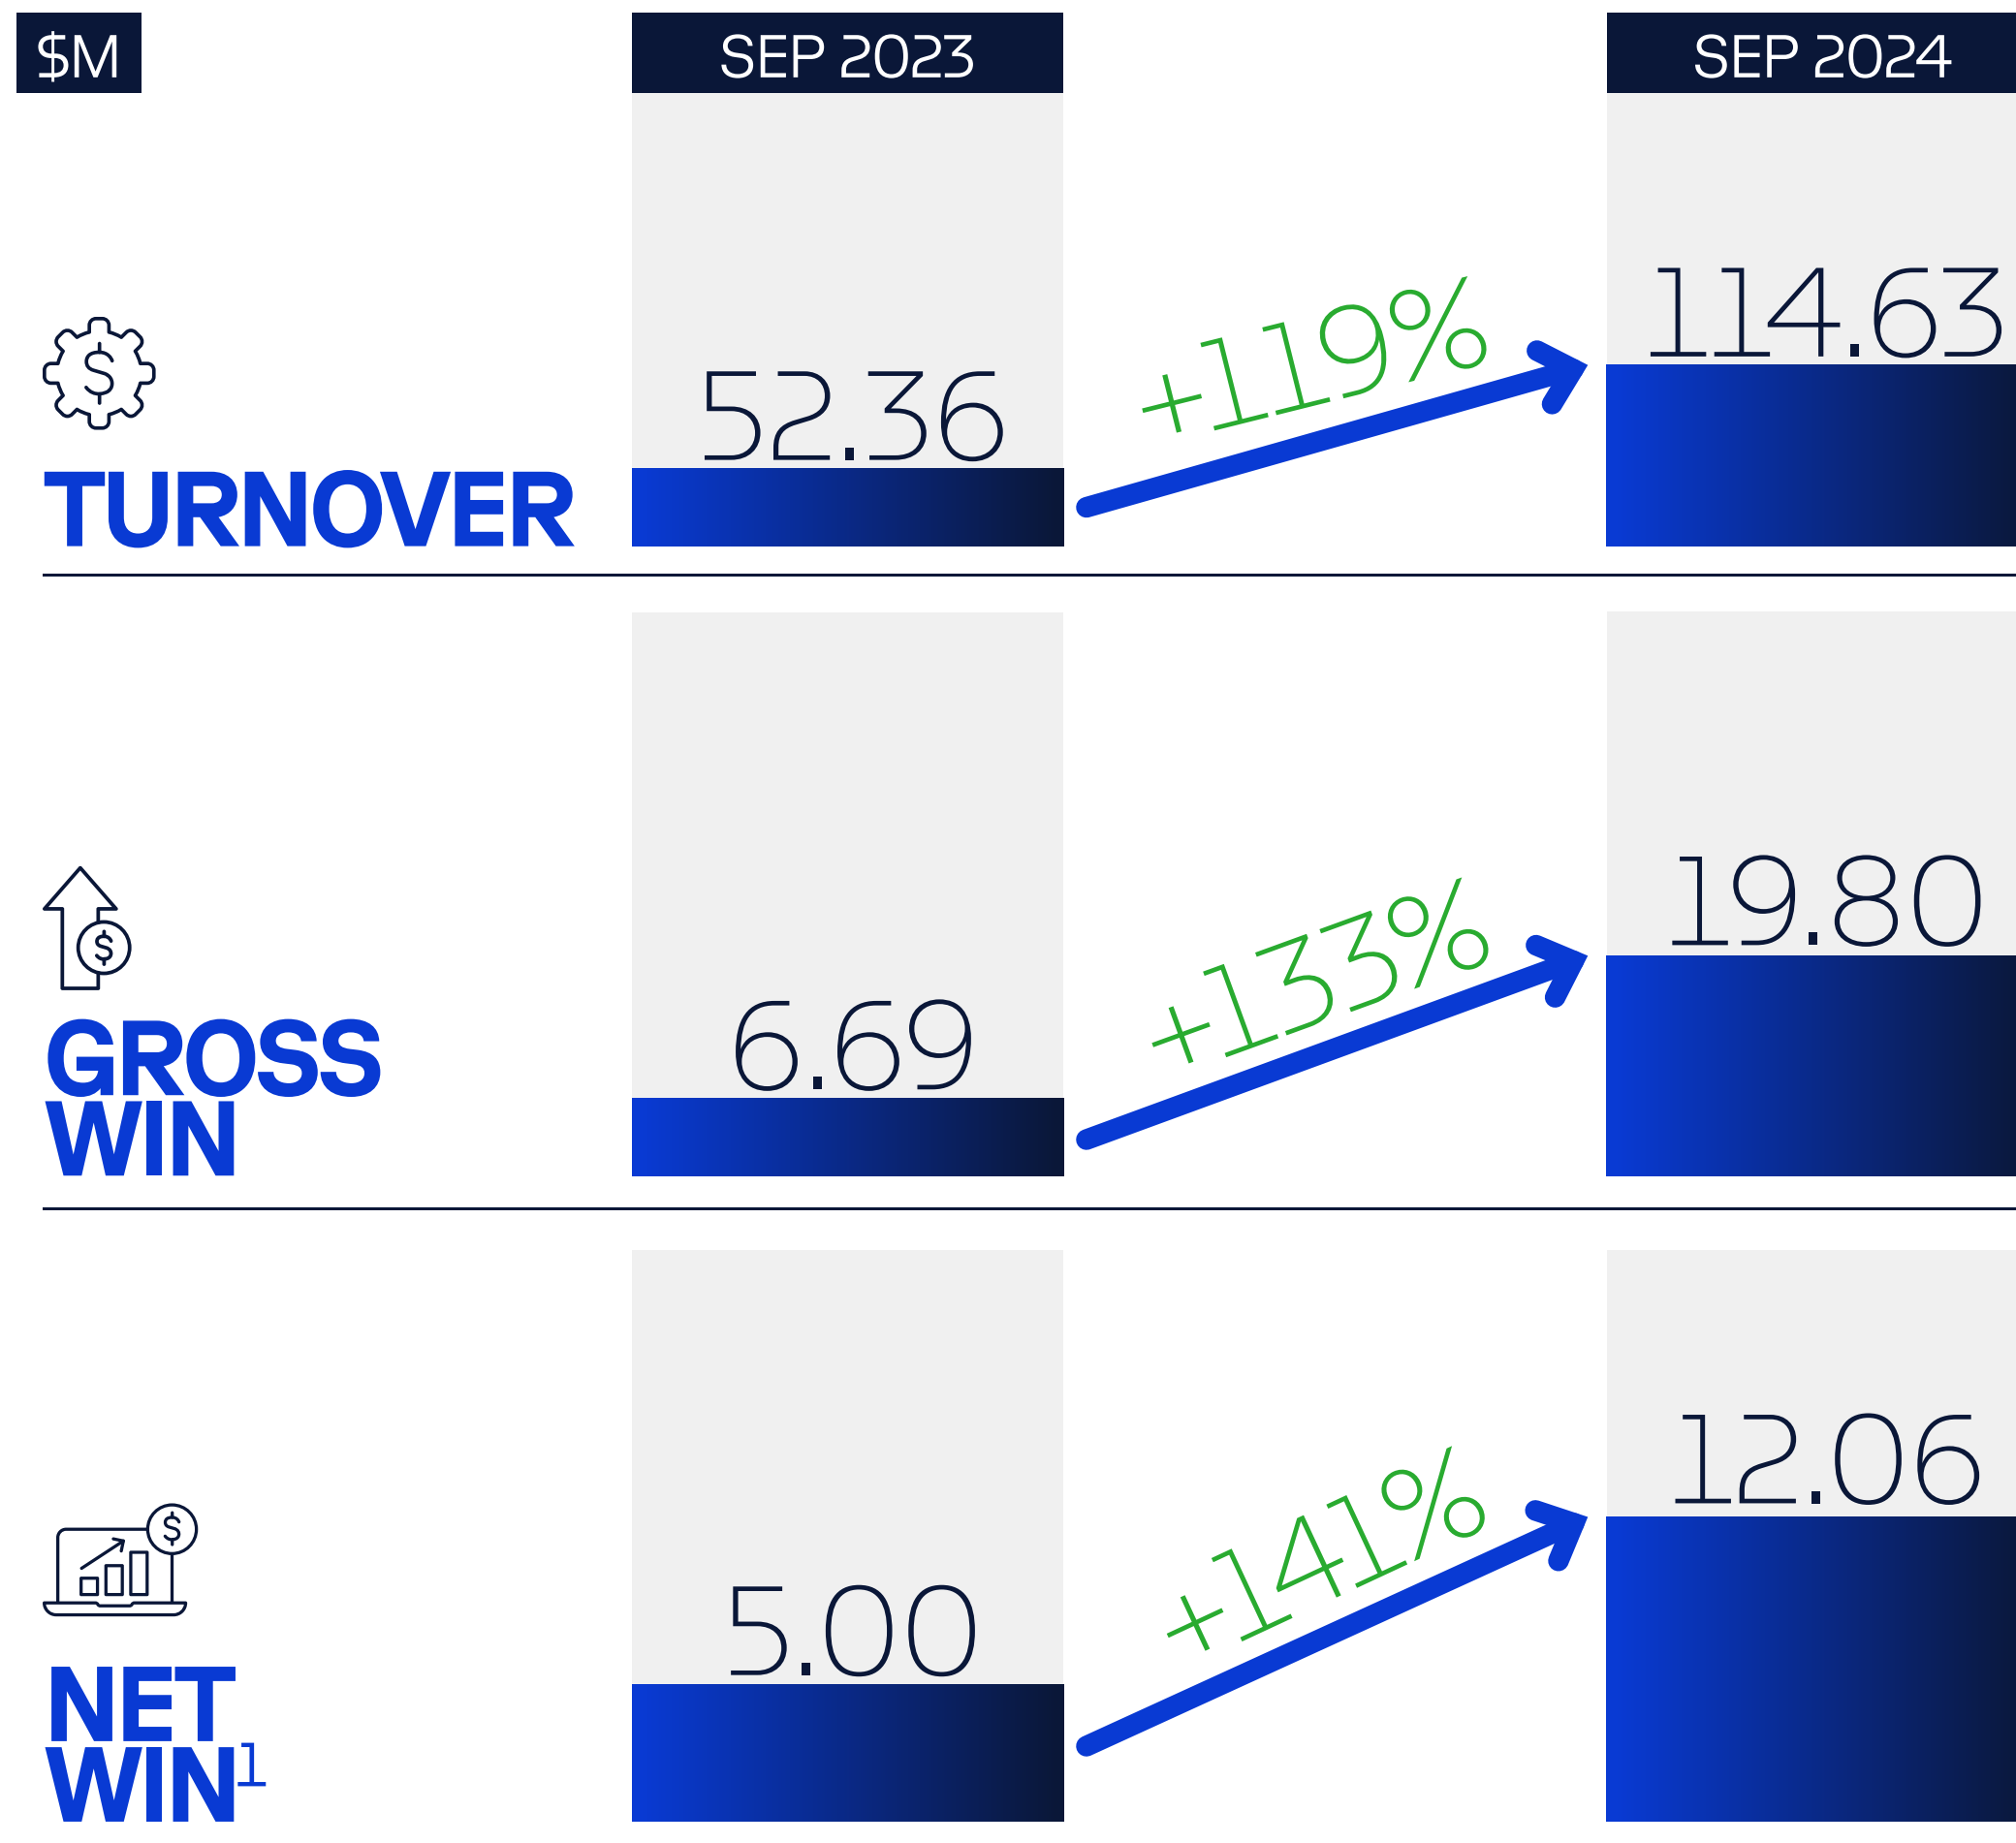 $M
SEP 2023
SEP 2024
$
TURNOVER
52.36
+119%
114.63
$
GROSS
WIN
6.69
+133%
19.80
$
NET
WIN1
5.00
+141%
12.06